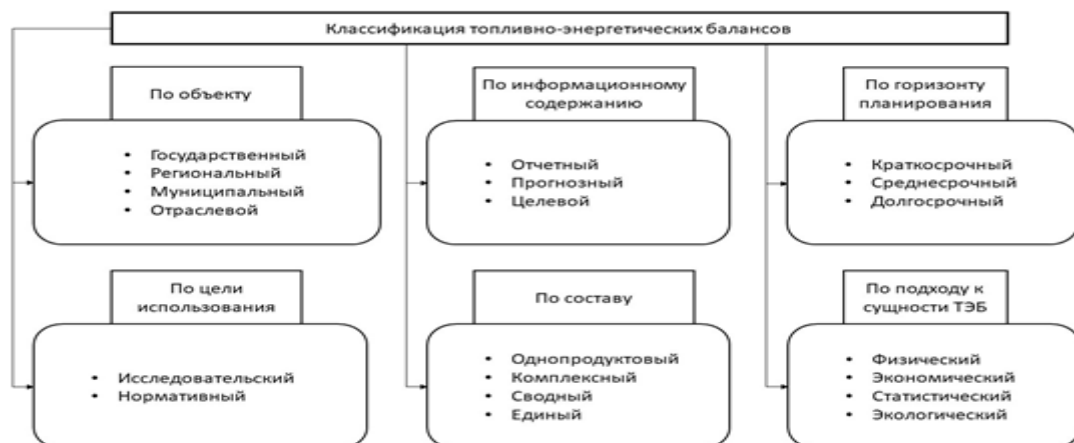 Классификация топливно-энергетических балансов
По объекту
• Государственный
• Региональный
• Муниципальный
• Отраслевой
По информационному
содержанию
• Отчетный
• Прогнозный
• Целевой
По горизонту
планирования
• Краткосрочный
• Среднесрочный
• Долгосрочный
По цели
использования
• Исследовательский
• Нормативный
По составу
• Однопродуктовый
• Комплексный
• Сводный
• Единый
По подходу к
сущности ТЭБ
• Физический
• Экономический
• Статистический
• Экологический